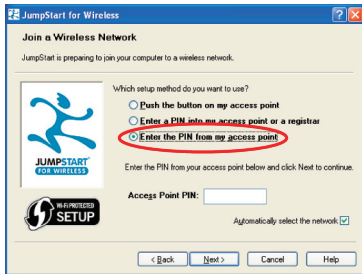 JumpStart for Wireless
Join a Wireless Network
JumpStart is preparing to join your computer to a wireless network.
Which setup method do you want to use?
Push the button on my access point
Enter a PIN into my access point or a registrar
Enter the PIN from my access point
JUMPSTART
FOR WIRELESS
Enter the PIN from your access point below and click Next to continue.
Wi-Fi PROTECTED
SETUP
Access Point PIN:
Automatically select the network
< Back
Next >
Cancel
Help